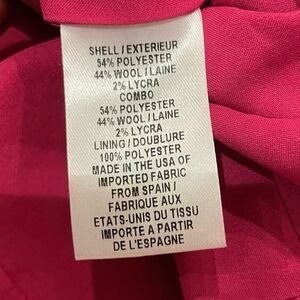 SHELL / EXTERIEUR
54% POLYESTER
44% WOOL / LAINE
2% LYCRA
COMBO
54% POLYESTER
44% WOOL / LAINE
2% LYCRA
LINING / DOUBLURE
100% POLYESTER
MADE IN THE USA OF
IMPORTED FABRIC
FROM SPAIN /
FABRIQUE AUX
ETATS-UNIS DU TISSU
IMPORTE A PARTIR
DE L'ESPAGNE